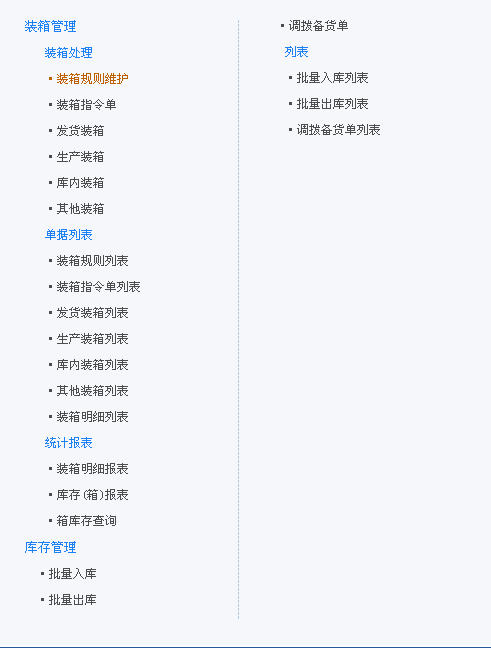 装箱管理
装箱处理
▪ 装箱规则维护
▪ 装箱指令单
▪ 发货装箱
▪ 生产装箱
▪ 库内装箱
▪ 其他装箱
单据列表
▪ 装箱规则列表
▪ 装箱指令单列表
▪ 发货装箱列表
▪ 生产装箱列表
▪ 库内装箱列表
▪ 其他装箱列表
▪ 装箱明细列表
统计报表
▪ 装箱明细报表
▪ 库存(箱)报表
▪ 箱库存查询
库存管理
▪ 批量入库
▪ 批量出库
▪ 调拨备货单
列表
▪ 批量入库列表
▪ 批量出库列表
▪ 调拨备货单列表